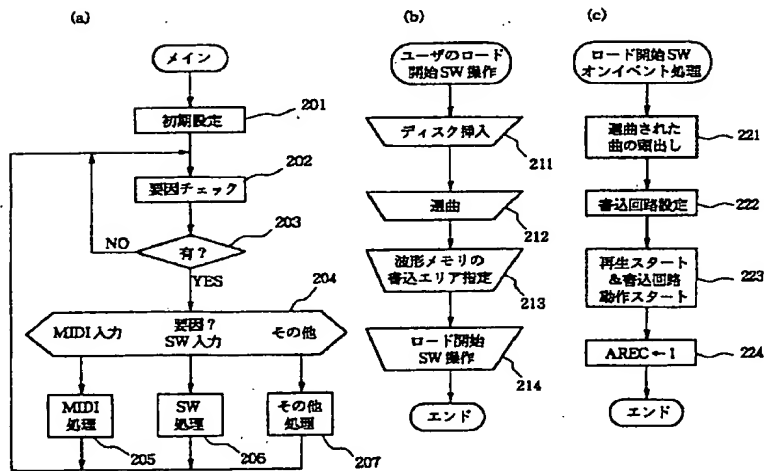 (a)
メイン
初期設定
201
要因チェック
202
有?
203
NO
YES
204
要因?
MIDI入力
SW入力
その他
MIDI
処理
205
SW
処理
206
その他
処理
207
(b)
ユーザのロード
開始SW操作
ディスク挿入
211
選曲
212
波形メモリの
書込エリア指定
213
ロード開始
SW操作
214
エンド
(c)
ロード開始SW
オンイベント処理
選曲された
曲の頭出し
221
書込回路設定
222
再生スタート
&書込回路
動作スタート
223
AREC←1
224
エンド